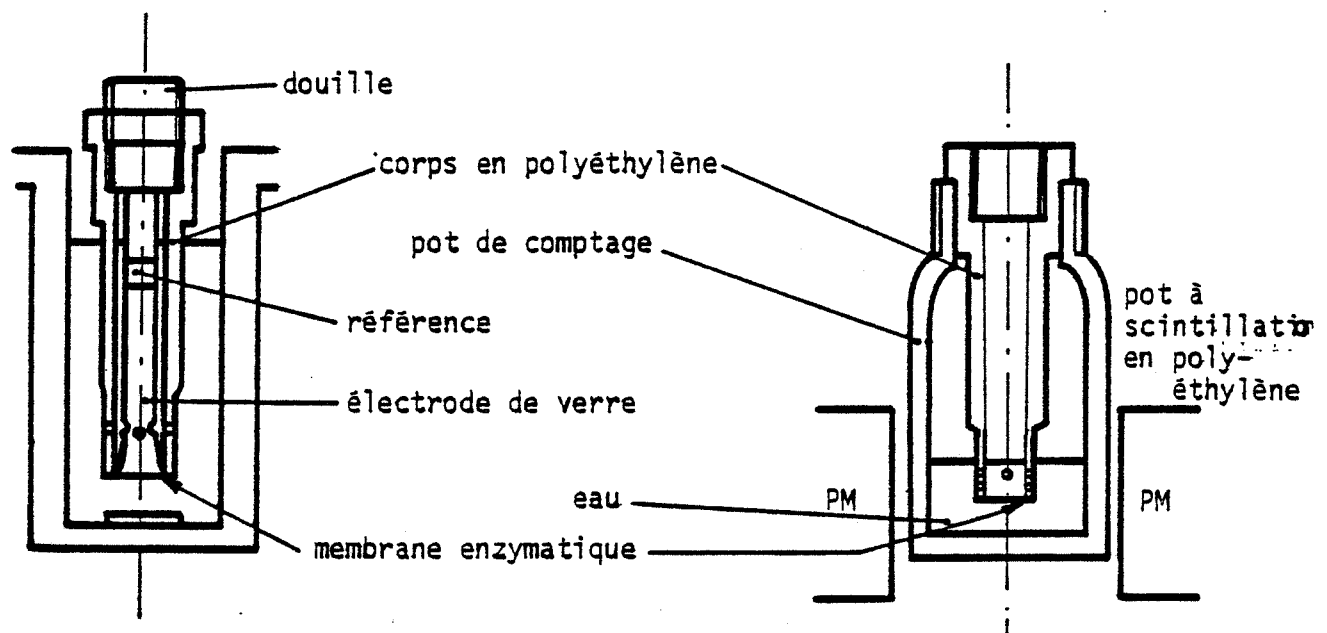 douille
corps en polyéthylène
pot de comptage
référence
électrode de verre
eau
membrane enzymatique
PM
PM
pot à
scintillation
en poly-
éthylène